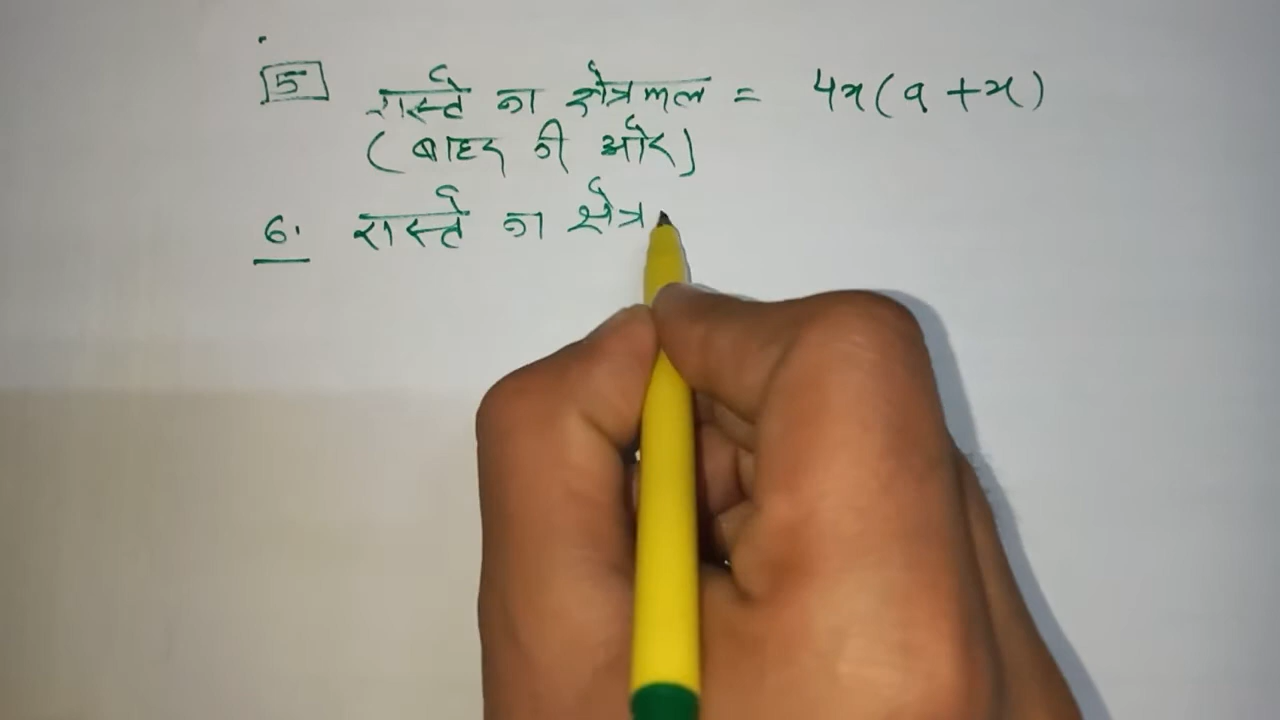 5 रास्ते का क्षेत्रफल = 4x(a+x)
(बाहर की ओर)
6. रास्ते का क्षेत्र